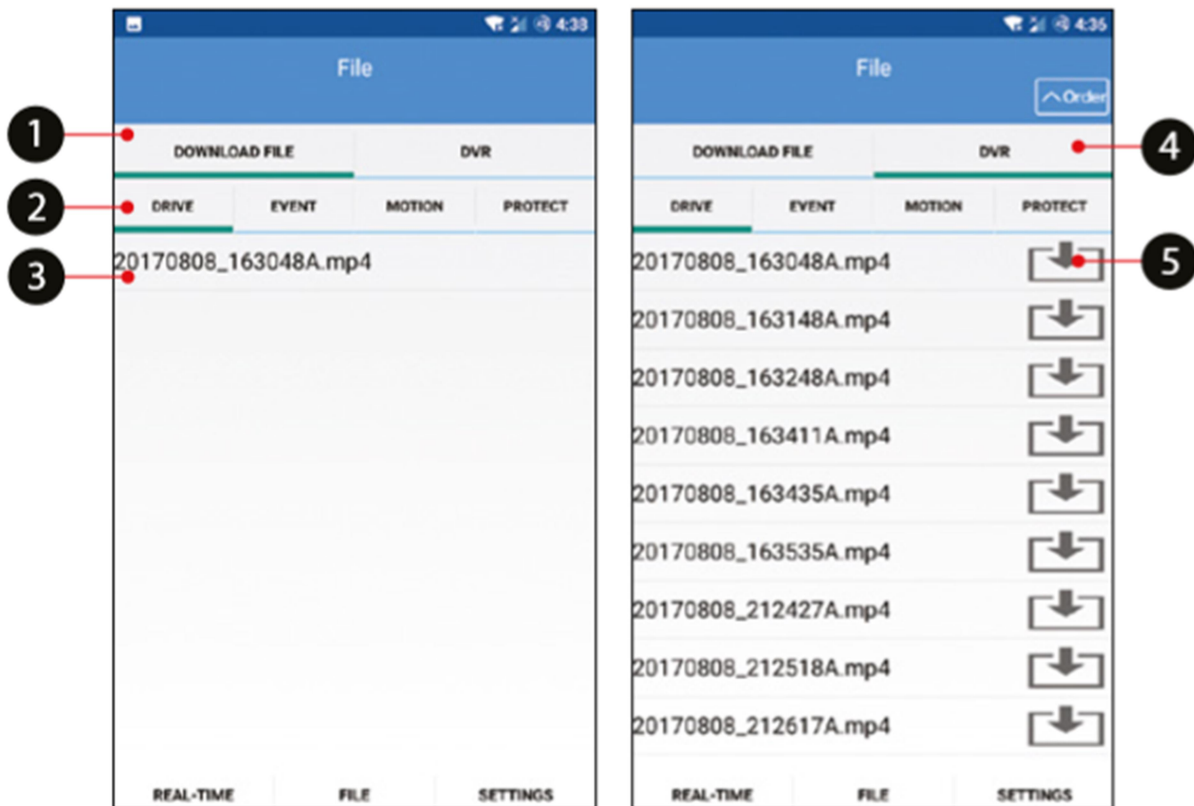 4:38
File
1
DOWNLOAD FILE DVR
2
DRIVE EVENT MOTION PROTECT
3
20170808_163048A.mp4
REAL-TIME FILE SETTINGS
4:36
File
Order
DOWNLOAD FILE DVR
4
DRIVE EVENT MOTION PROTECT
20170808_163048A.mp4
5
20170808_163148A.mp4
20170808_163248A.mp4
20170808_163411A.mp4
20170808_163435A.mp4
20170808_163535A.mp4
20170808_212427A.mp4
20170808_212518A.mp4
20170808_212617A.mp4
REAL-TIME FILE SETTINGS